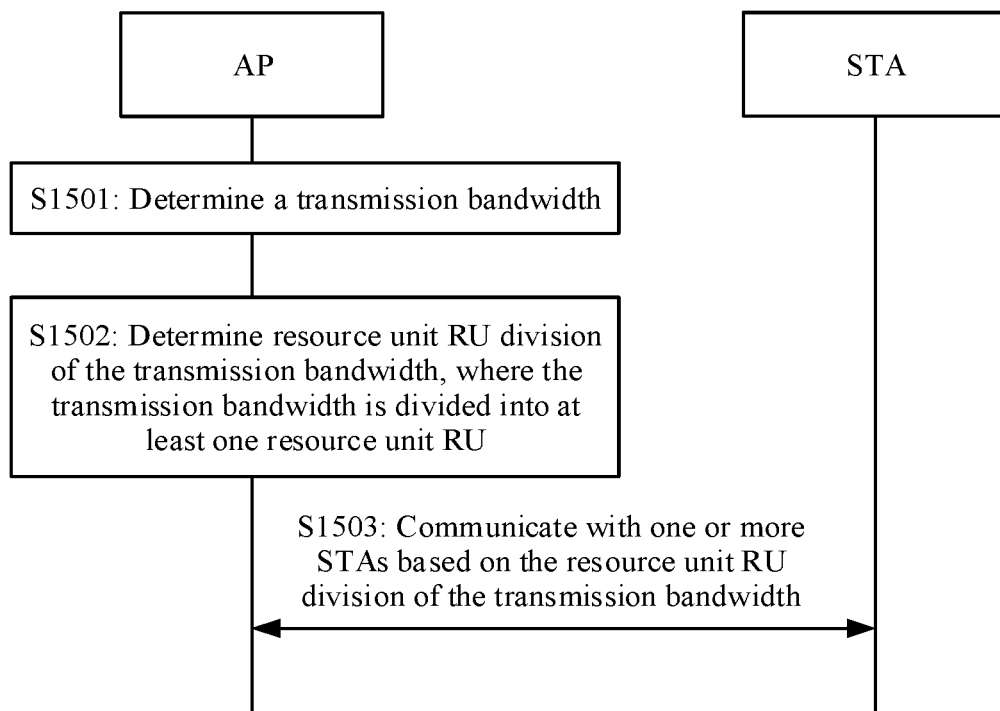 AP
STA
S1501: Determine a transmission bandwidth
S1502: Determine resource unit RU division
of the transmission bandwidth, where the
transmission bandwidth is divided into at
least one resource unit RU
S1503: Communicate with one or more
STAs based on the resource unit RU
division of the transmission bandwidth